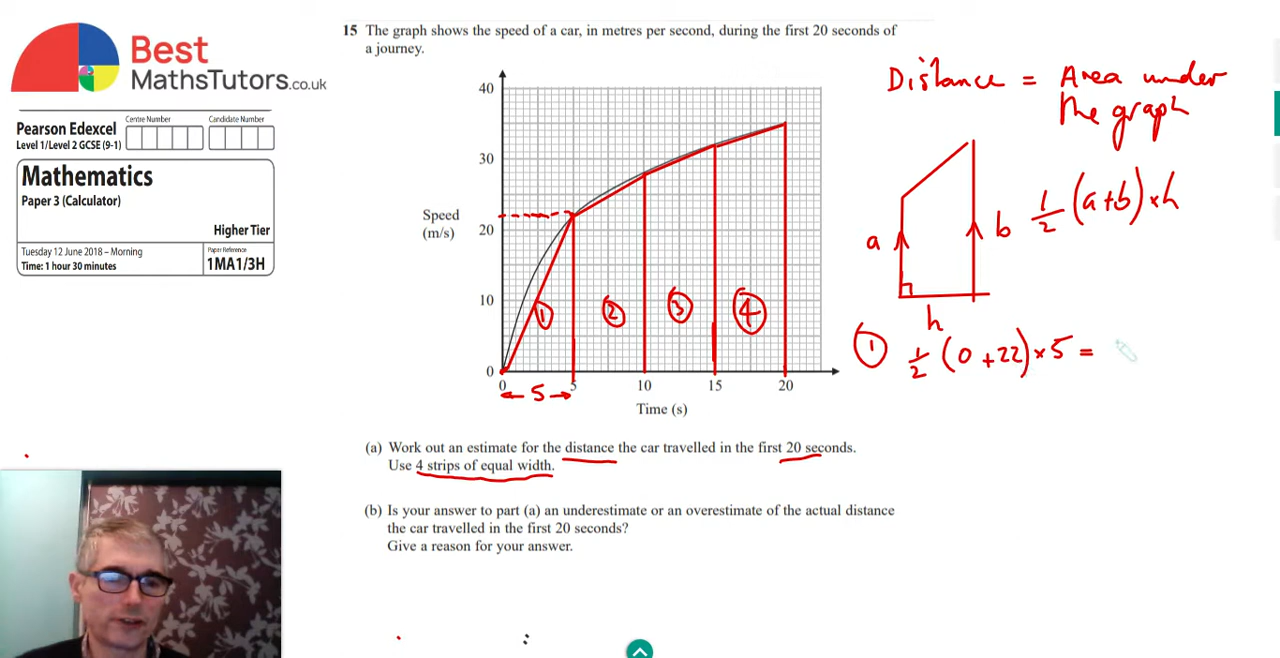 Best
MathsTutors.co.uk
Pearson Edexcel
Level 1/Level 2 GCSE (9-1)
Centre Number
Candidate Number
Mathematics
Paper 3 (Calculator)
Higher Tier
Tuesday 12 June 2018 – Morning
Time: 1 hour 30 minutes
Paper Reference
1MA1/3H
15 The graph shows the speed of a car, in metres per second, during the first 20 seconds of
a journey.
40
30
20
10
0
Speed
(m/s)
0 5 10 15 20
5
Time (s)
1 2 3 4
(a) Work out an estimate for the distance the car travelled in the first 20 seconds.
Use 4 strips of equal width.
(b) Is your answer to part (a) an underestimate or an overestimate of the actual distance
the car travelled in the first 20 seconds?
Give a reason for your answer.
Distance = Area under
the graph
a b h
1/2 (a+b) × h
1 1/2 (0+22) × 5 =